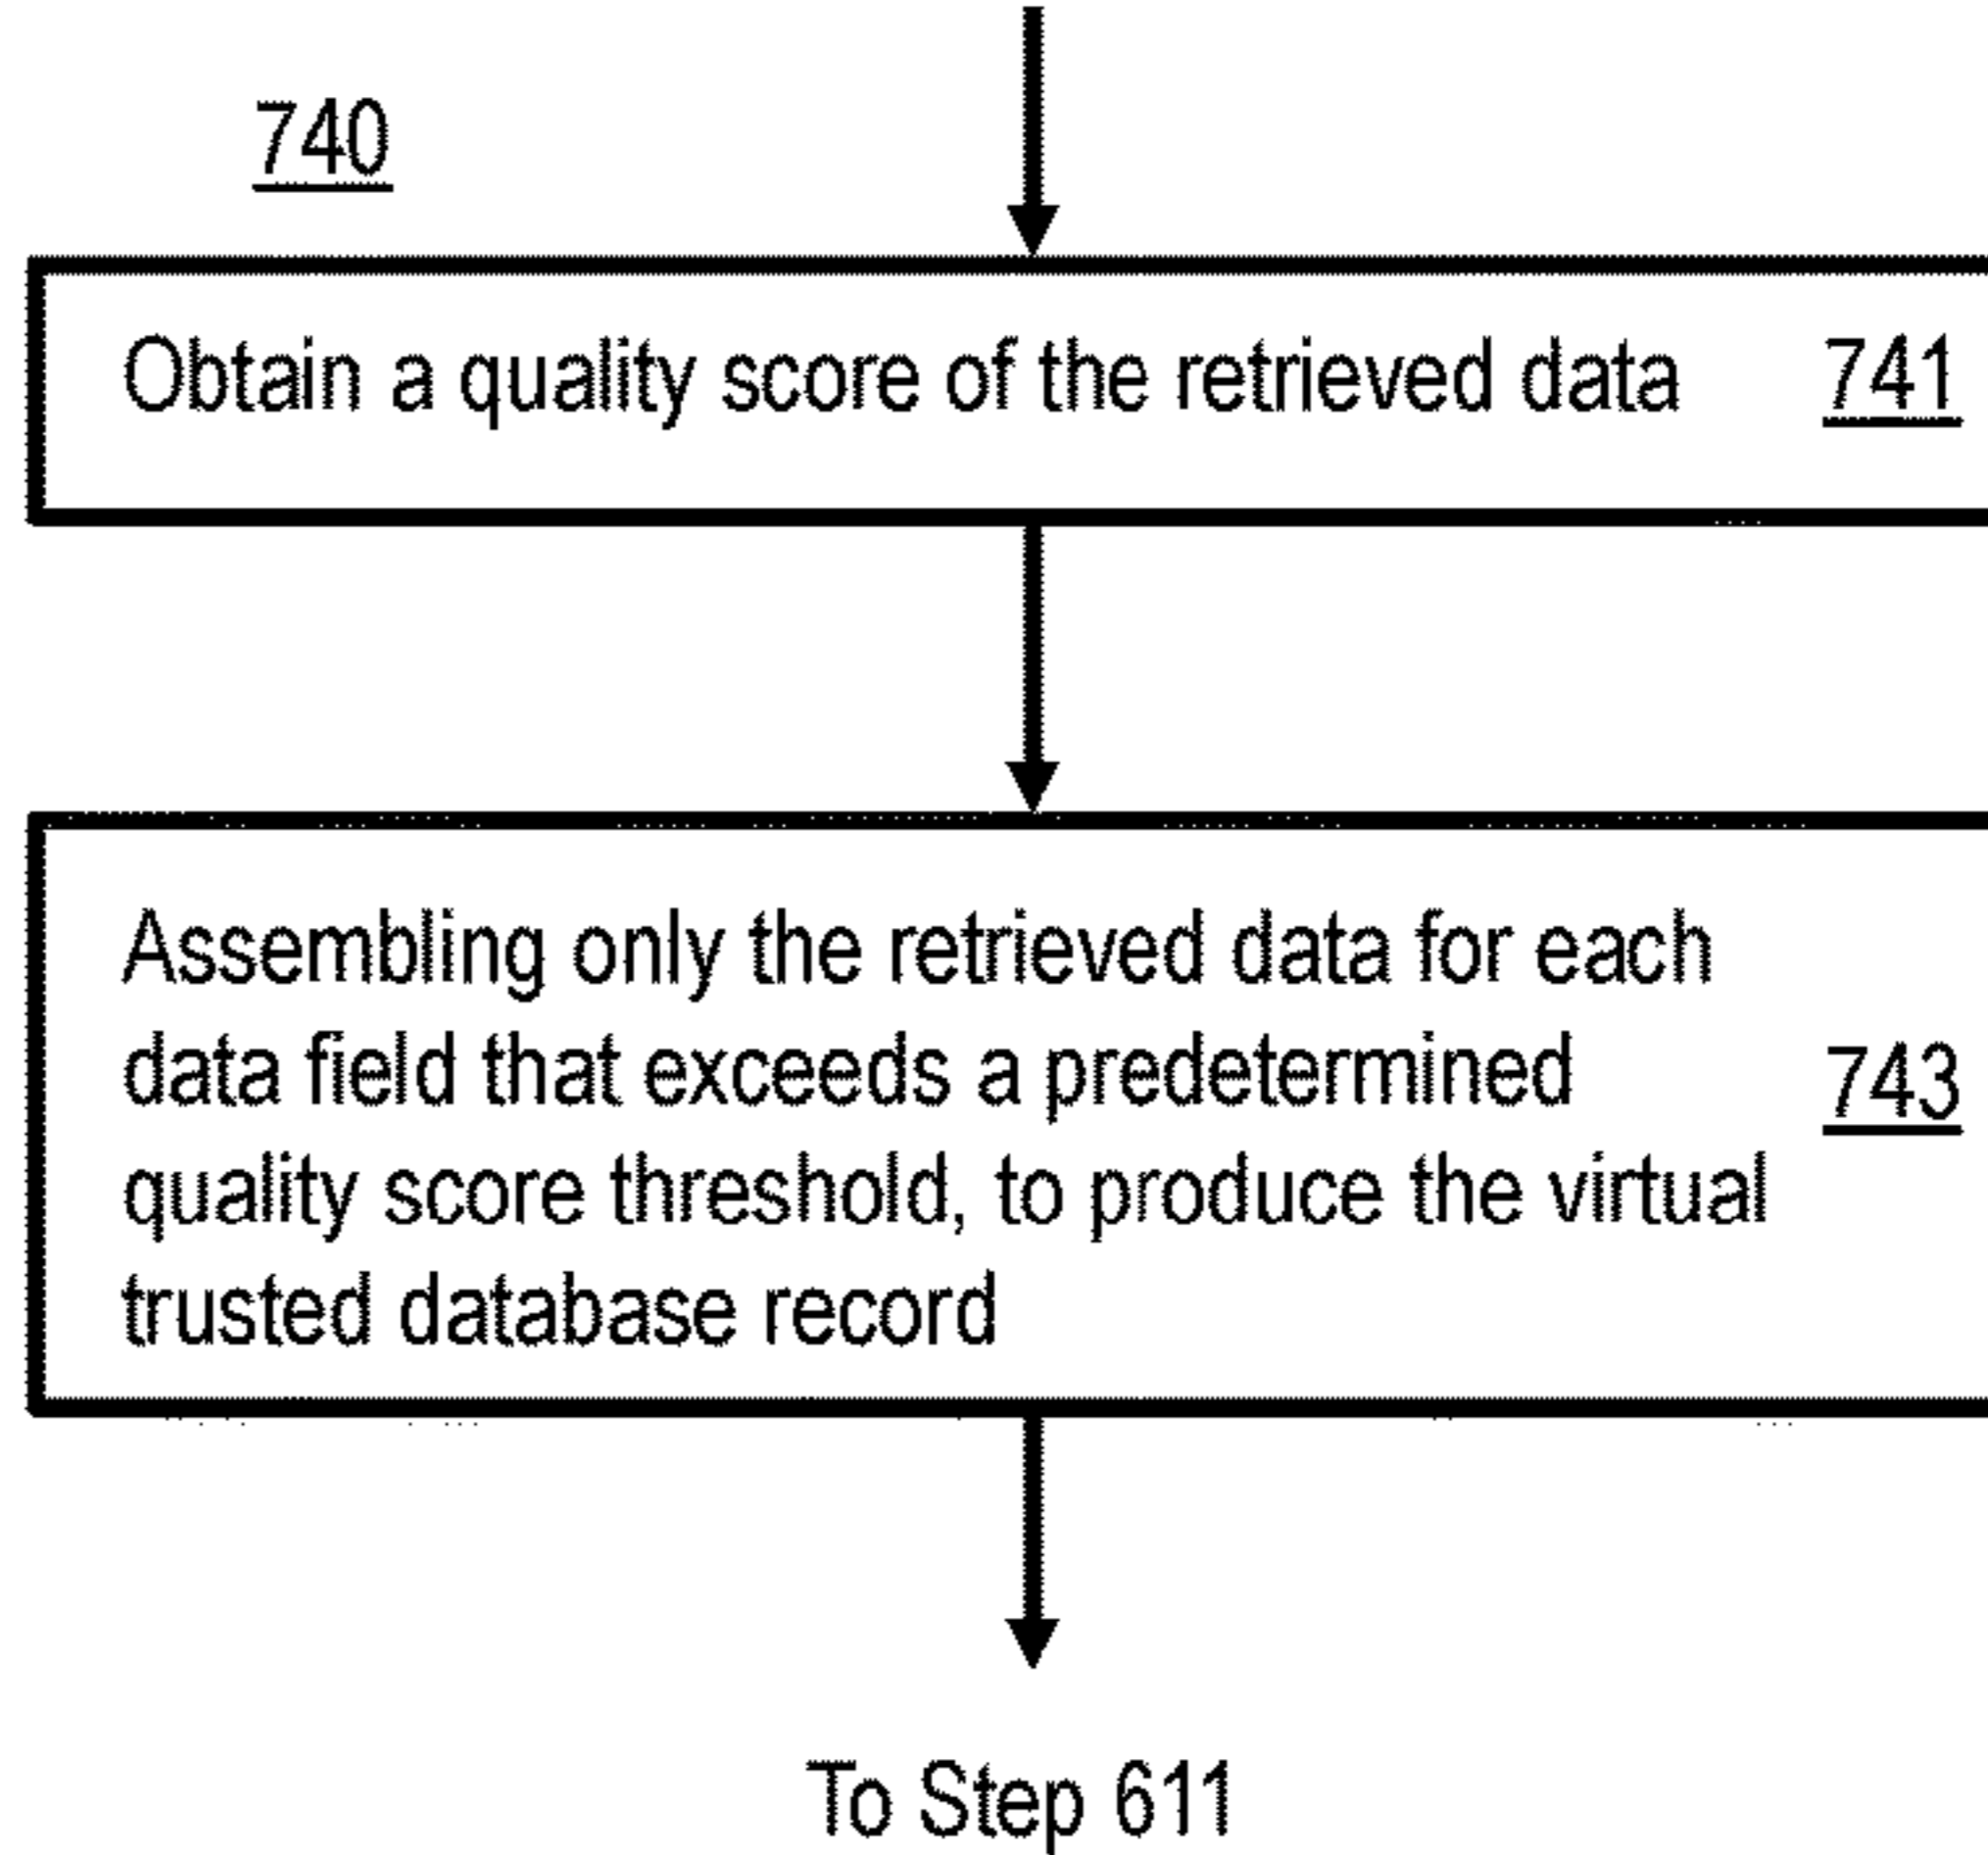 740
Obtain a quality score of the retrieved data 741
Assembling only the retrieved data for each
data field that exceeds a predetermined
743
quality score threshold, to produce the virtual
trusted database record
To Step 611